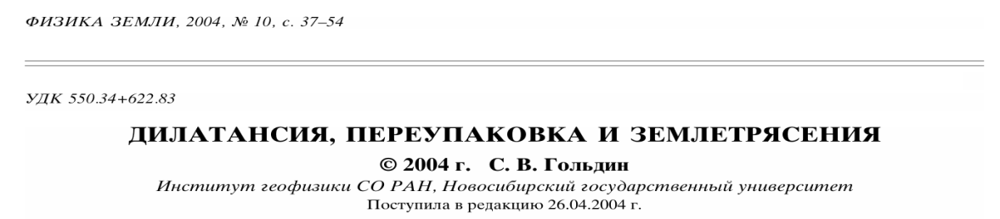 ФИЗИКА ЗЕМЛИ, 2004, № 10, с. 37–54
УДК 550.34+622.83
ДИЛАТАНСИЯ, ПЕРЕУПАКОВКА И ЗЕМЛЕТРЯСЕНИЯ
© 2004 г. С. В. Гольдин
Институт геофизики СО РАН, Новосибирский государственный университет
Поступила в редакцию 26.04.2004 г.